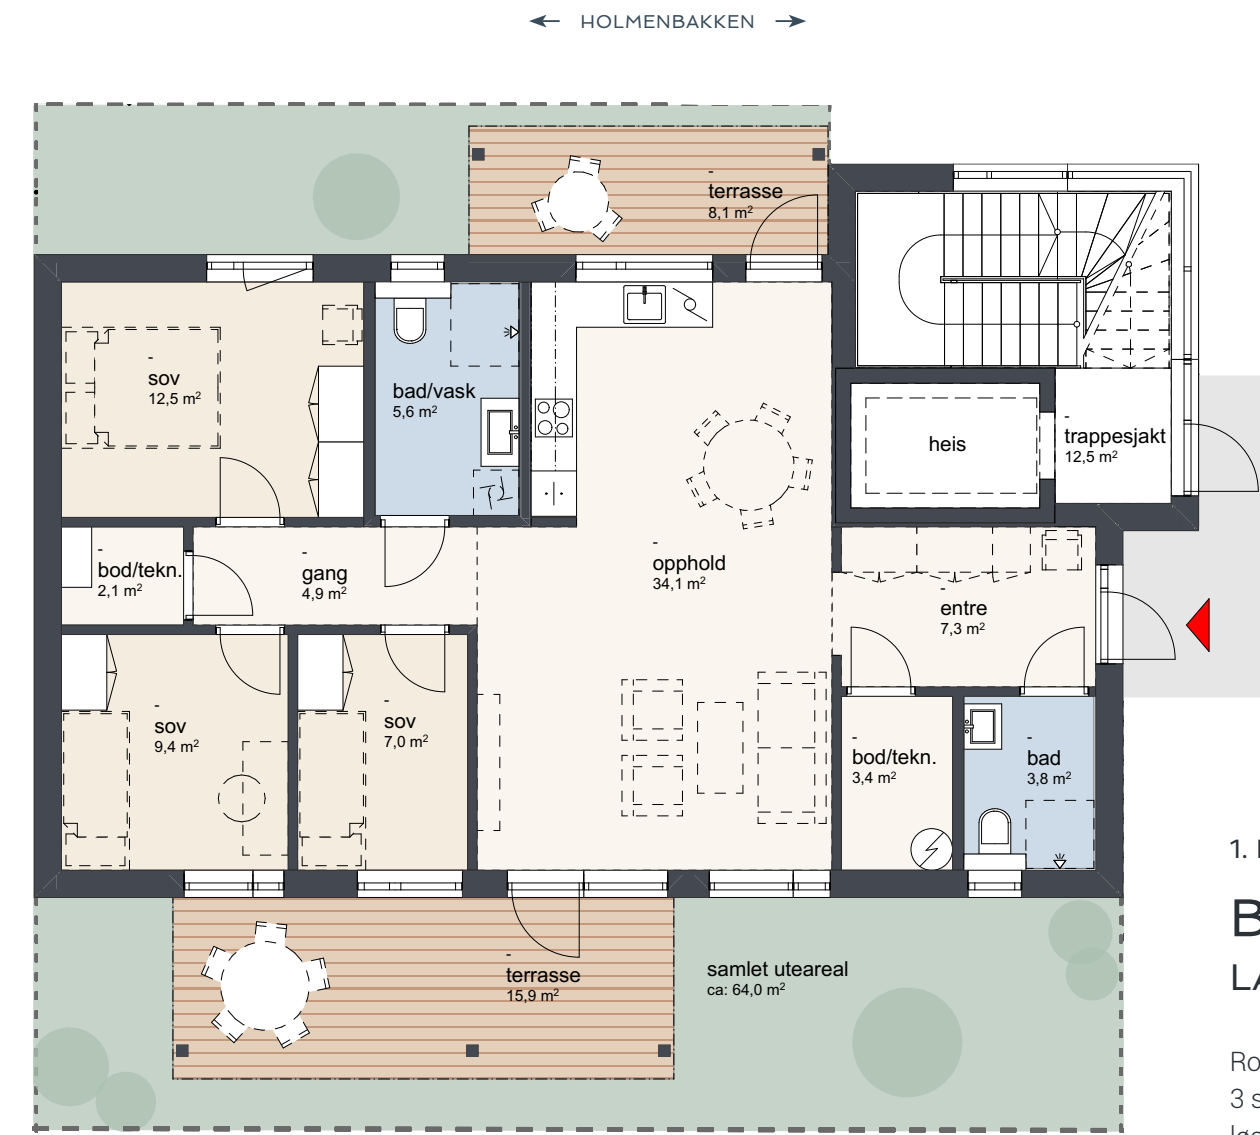 HOLMENBAKKEN
terrasse
8,1 m²
sov
12,5 m²
bad/vask
5,6 m²
heis
trappesjakt
12,5 m²
bod/tekn.
2,1 m²
gang
4,9 m²
opphold
34,1 m²
entre
7,3 m²
sov
9,4 m²
sov
7,0 m²
bod/tekn.
3,4 m²
bad
3,8 m²
terrasse
15,9 m²
samlet uteareal
ca: 64,0 m²
1.
B
LA
Ro
3 s